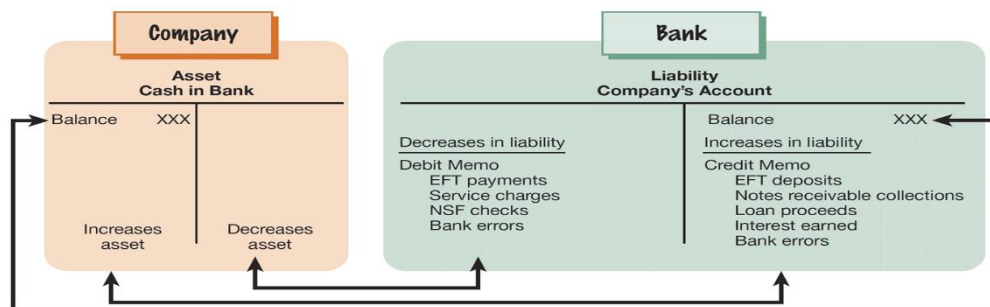 Company
Bank
Asset
Cash in Bank
Balance XXX
Increases
asset
Decreases
asset
Liability
Company's Account
Balance XXX
Decreases in liability
Debit Memo
EFT payments
Service charges
NSF checks
Bank errors
Increases in liability
Credit Memo
EFT deposits
Notes receivable collections
Loan proceeds
Interest earned
Bank errors